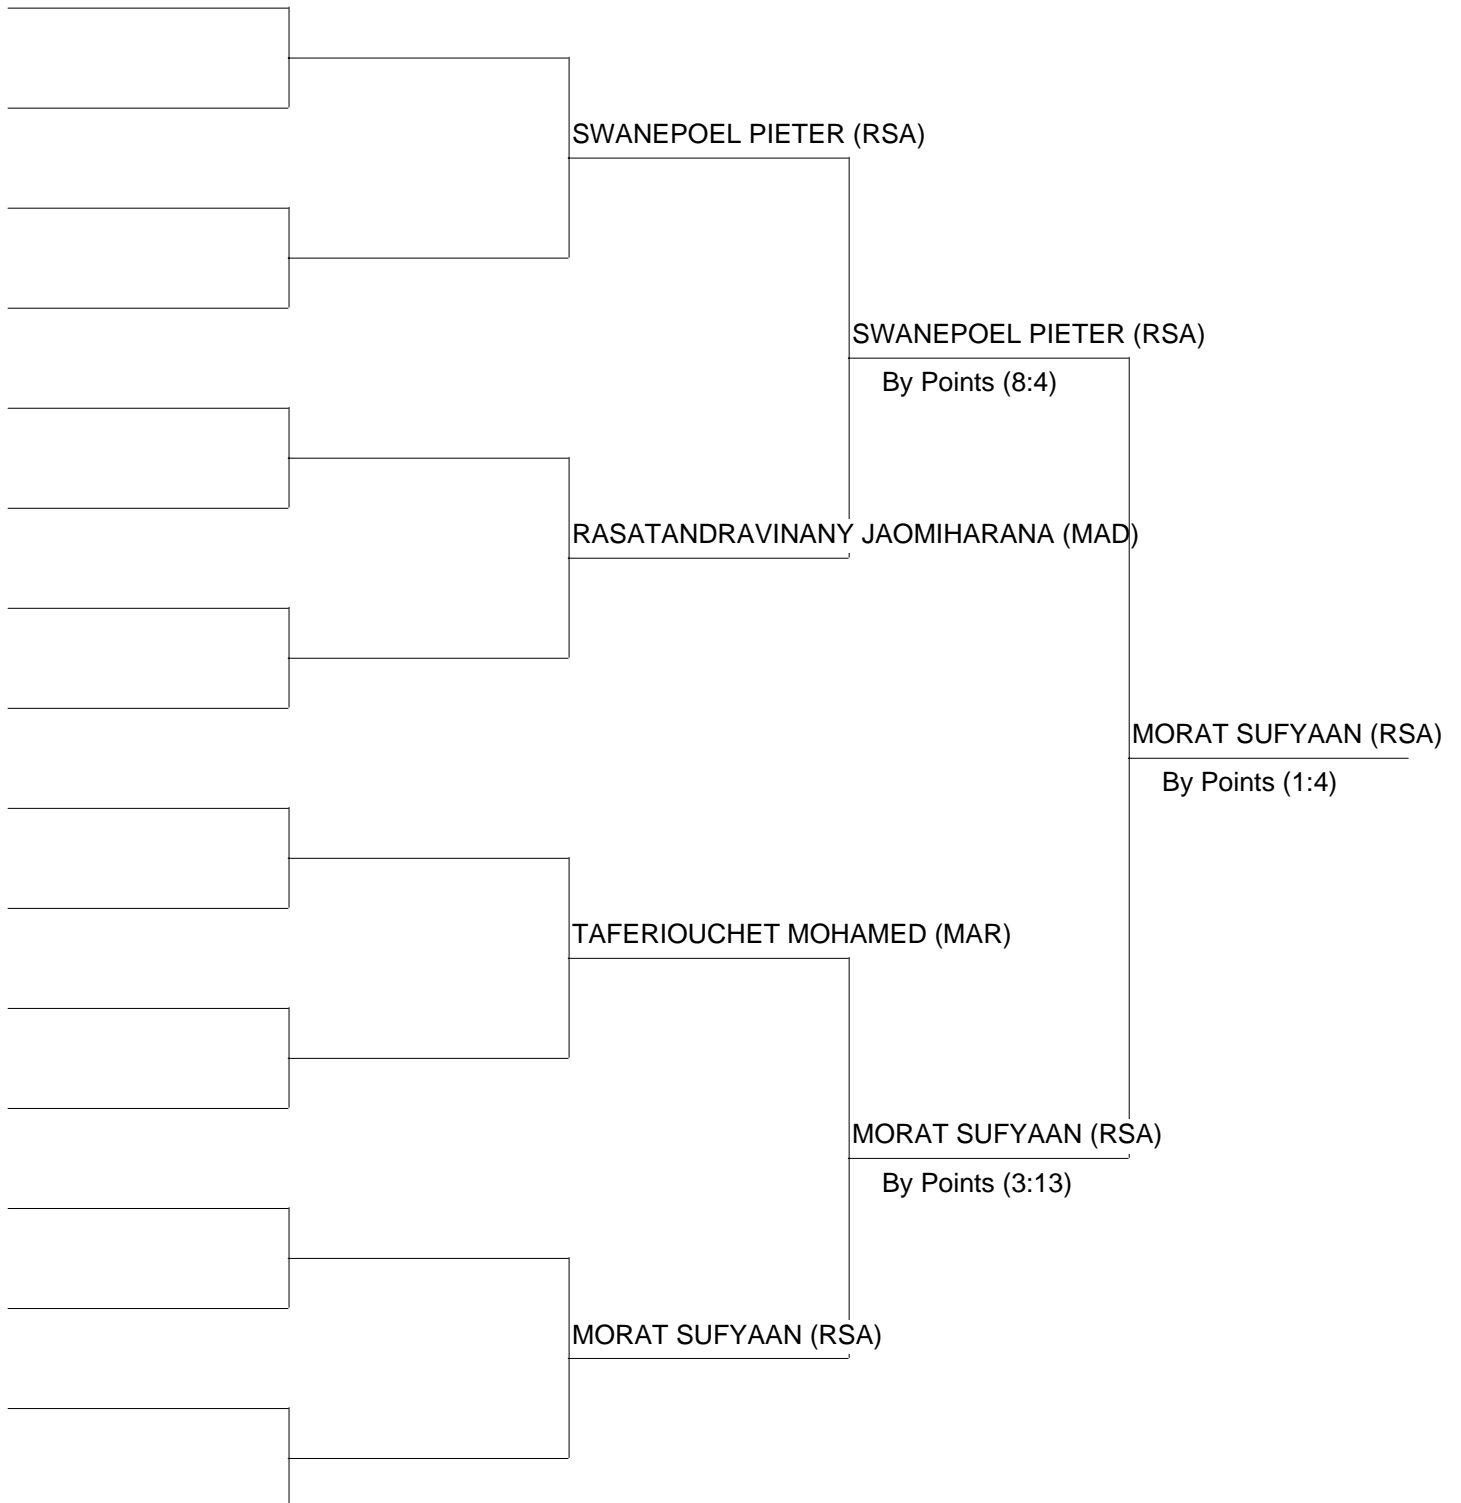 SWANEPOEL PIETER (RSA)
SWANEPOEL PIETER (RSA)
By Points (8:4)
RASATANDRAVINANY JAOMIHARANA (MAD)
MORAT SUFYAAN (RSA)
By Points (1:4)
TAFERIOUCHET MOHAMED (MAR)
MORAT SUFYAAN (RSA)
By Points (3:13)
MORAT SUFYAAN (RSA)